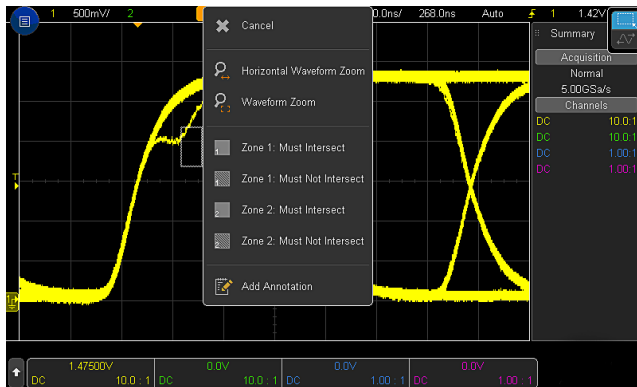 1 500mV/ 2 0.0ns/ 268.0ns Auto 1 1.42V
Summary
Acquisition
Normal
5.00GSa/s
Channels
DC 10.0:1
DC 10.0:1
DC 1.00:1
DC 1.00:1
Cancel
Horizontal Waveform Zoom
Waveform Zoom
1 Zone 1: Must Intersect
1 Zone 1: Must Not Intersect
2 Zone 2: Must Intersect
2 Zone 2: Must Not Intersect
Add Annotation
T
1.47500V 0.0V 0.0V 0.0V
DC 10.0 : 1 DC 10.0 : 1 DC 1.00 : 1 DC 1.00 : 1